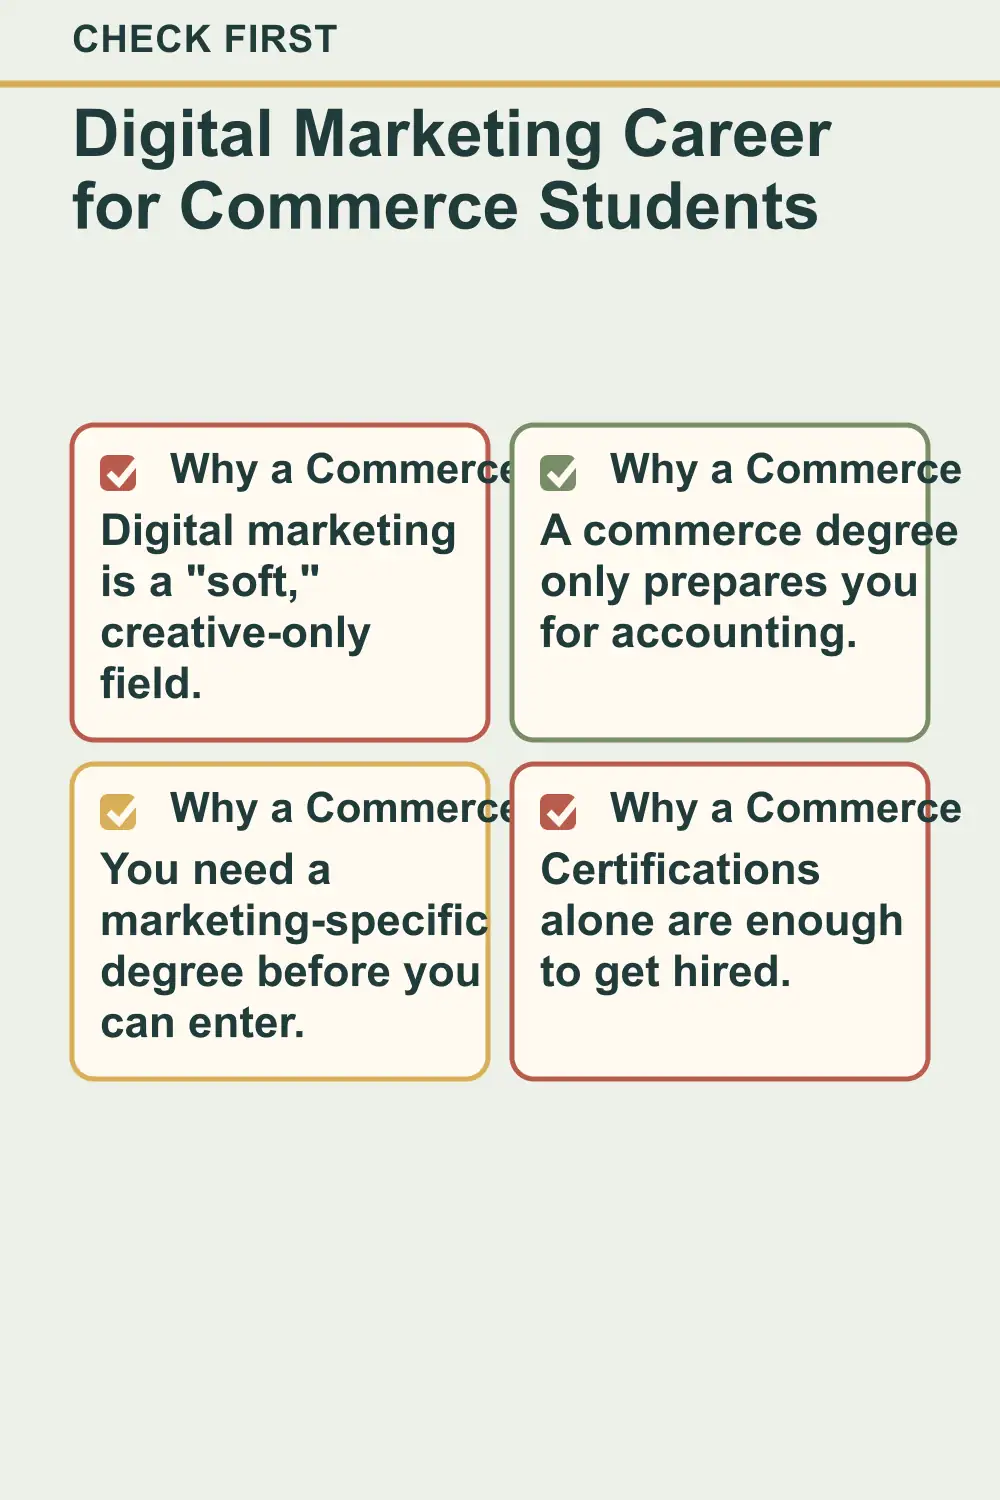 CHECK FIRST
Digital Marketing Career
for Commerce Students
Why a Commerce
Digital marketing
is a "soft,"
creative-only
field.
Why a Commerce
A commerce degree
only prepares you
for accounting.
Why a Commerce
You need a
marketing-specific
degree before you
can enter.
Why a Commerce
Certifications
alone are enough
to get hired.